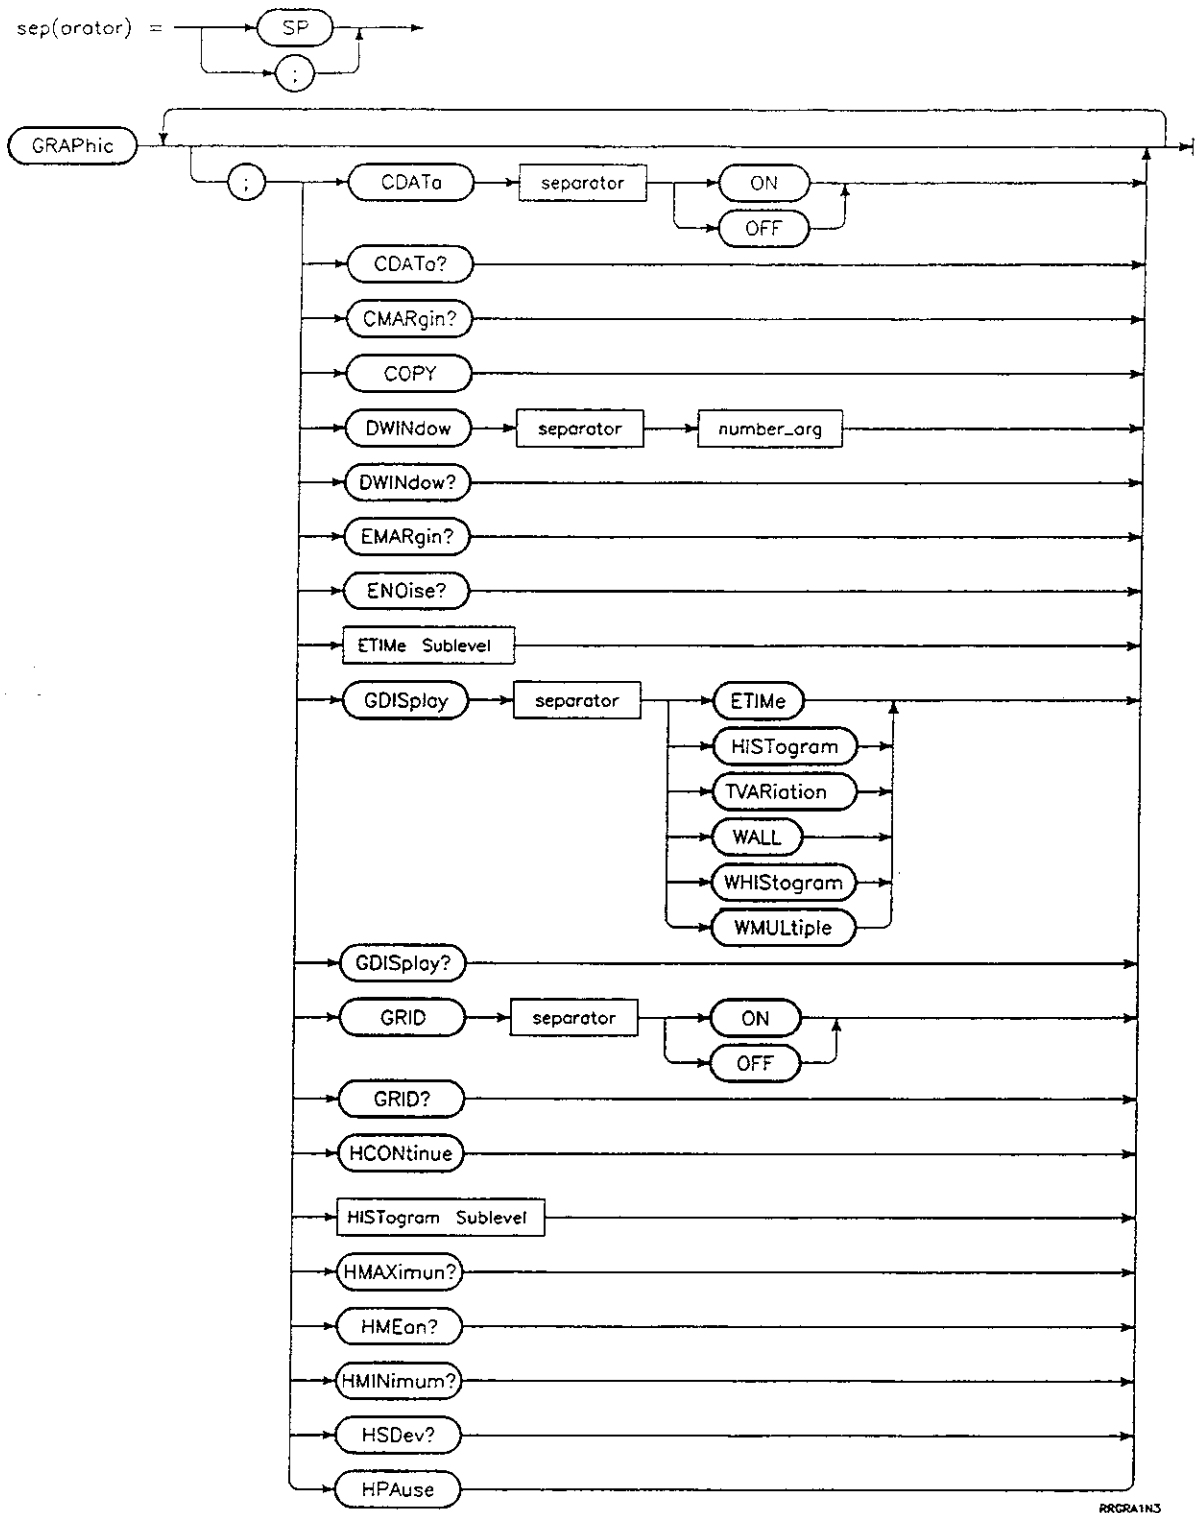 sep(arator) = SP
;
GRAPhic
; CDATa separator ON
OFF
CDATa?
CMARgin?
COPY
DWINdow separator number_arg
DWINdow?
EMARgin?
ENOise?
ETIMe Sublevel
GDISplay separator ETIMe
HISTogram
TVARiation
WALL
WHIStogram
WMULtiple
GDISplay?
GRID separator ON
OFF
GRID?
HCONtinue
HISTogram Sublevel
HMAXimun?
HMEan?
HMINimum?
HSDev?
HPAuse
RRGRA1N3